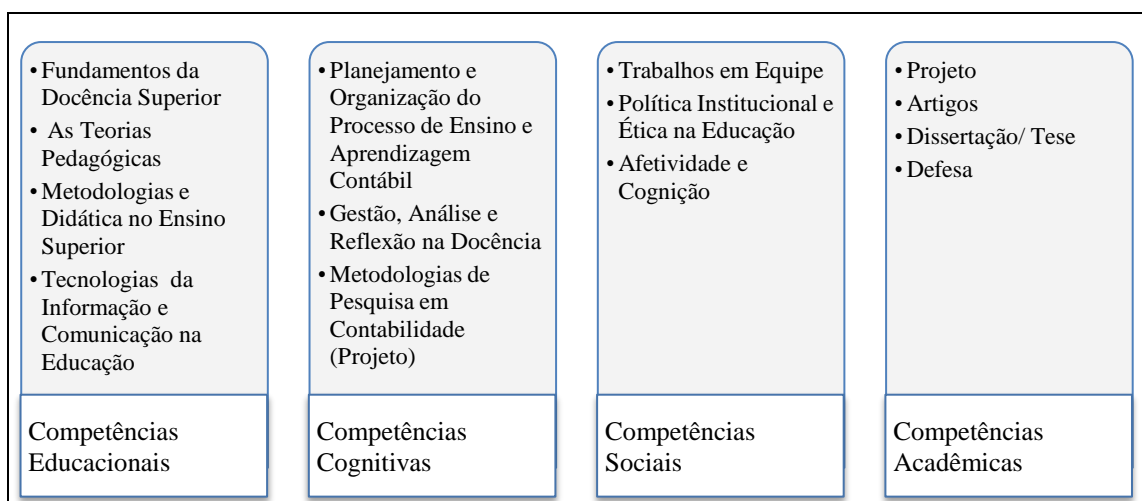 • Fundamentos da
Docência Superior
• As Teorias
Pedagógicas
• Metodologias e
Didática no Ensino
Superior
• Tecnologias da
Informação e
Comunicação na
Educação
Competências
Educacionais
• Planejamento e
Organização do
Processo de Ensino e
Aprendizagem
Contábil
• Gestão, Análise e
Reflexão na Docência
• Metodologias de
Pesquisa em
Contabilidade
(Projeto)
Competências
Cognitivas
• Trabalhos em Equipe
• Política Institucional e
Ética na Educação
• Afetividade e
Cognição
Competências
Sociais
• Projeto
• Artigos
• Dissertação/ Tese
• Defesa
Competências
Acadêmicas